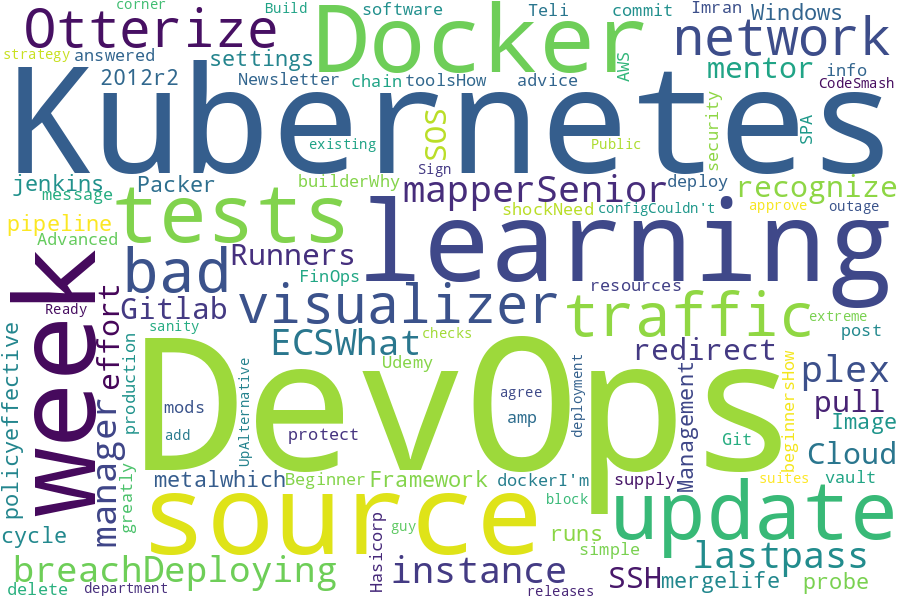 corner
Build
software
Teli
commit
Imran
Windows
Otterize
Docker
network
strategy
answered
settings
AWS
mentor
info
2012r2
Newsletter
chain
toolsHow
advice
CodeSmash
Kubernetes
SOS
security
SPA
existing
Public
jenkins
Packer
Sign
builderWhy
mapperSenior
deploy
recognize
message
tests
shockNeed
configCouldn't
approve
outage
pipeline
Advanced
learning
week
bad
Runners
FinOps
resources
Ready
effort
Gitlab
visualizer
traffic
extreme
sanity
post
policyeffective
production
ECSWhat
checks
redirect
Udemy
plex
UpAlternative
DevOps
agree
deployment
Management
beginnersHow
mods
amp
pull
add
protect
Image
manager
Git
Cloud
greatly
metalwhich
Beginner
Framework
dockerI'm
supply
suites
vault
source
block
update
cycle
Hasicorp
guy
runs
simple
lastpass
breachDeploying
instance
SSH
mergelife
probe
delete
department
releases